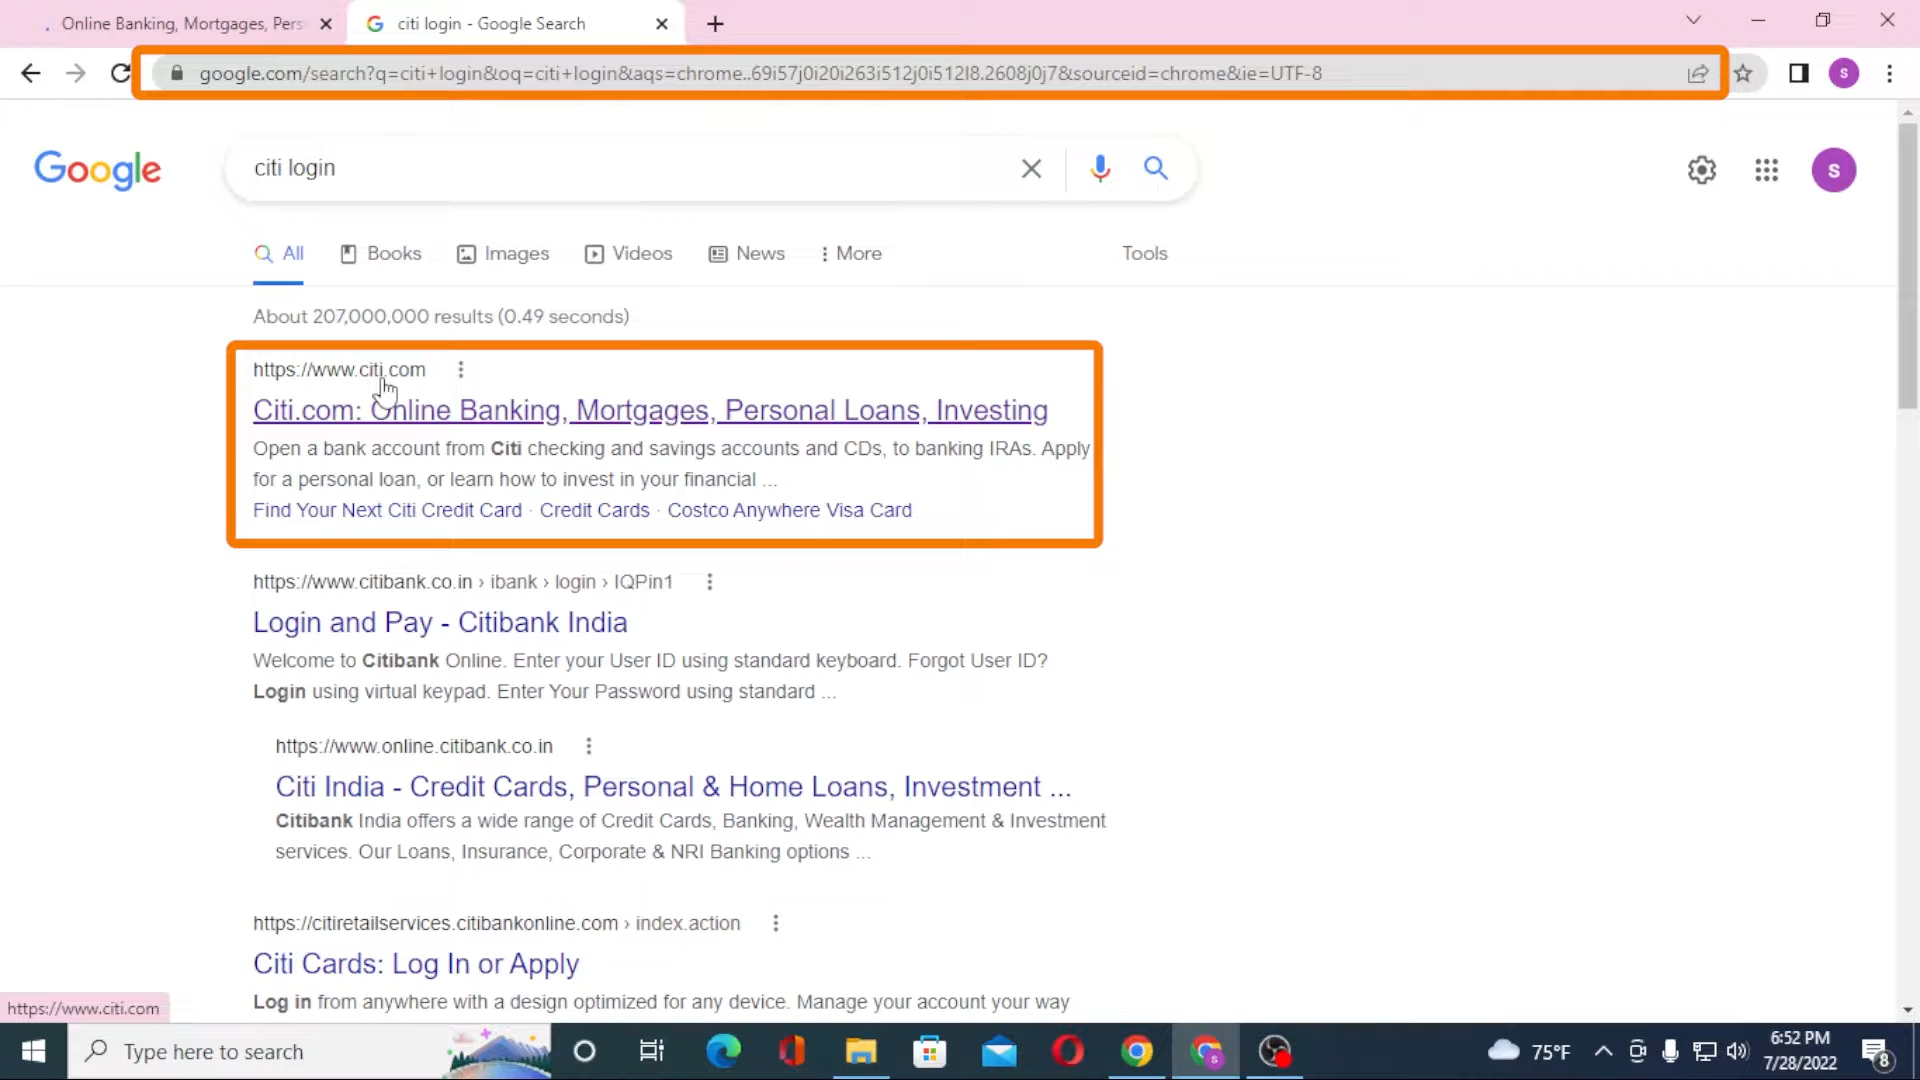 Online Banking, Mortgages, Pers
citi login - Google Search
google.com/search?q=citi+login&oq=citi+login&aqs=chrome..69i57j0i20i263i512j0i512l8.2608j0j7&sourceid=chrome&ie=UTF-8
S
Google
citi login
S
All
Books
Images
Videos
News
More
Tools
About 207,000,000 results (0.49 seconds)
https://www.citi.com
Citi.com: Online Banking, Mortgages, Personal Loans, Investing
Open a bank account from Citi checking and savings accounts and CDs, to banking IRAs. Apply
for a personal loan, or learn how to invest in your financial ...
Find Your Next Citi Credit Card · Credit Cards · Costco Anywhere Visa Card
https://www.citibank.co.in › ibank › login › IQPin1
Login and Pay - Citibank India
Welcome to Citibank Online. Enter your User ID using standard keyboard. Forgot User ID?
Login using virtual keypad. Enter Your Password using standard ...
https://www.online.citibank.co.in
Citi India - Credit Cards, Personal & Home Loans, Investment ...
Citibank India offers a wide range of Credit Cards, Banking, Wealth Management & Investment
services. Our Loans, Insurance, Corporate & NRI Banking options ...
https://citiretailservices.citibankonline.com › index.action
Citi Cards: Log In or Apply
Log in from anywhere with a design optimized for any device. Manage your account your way
https://www.citi.com
Type here to search
S
75°F
6:52 PM
7/28/2022
8